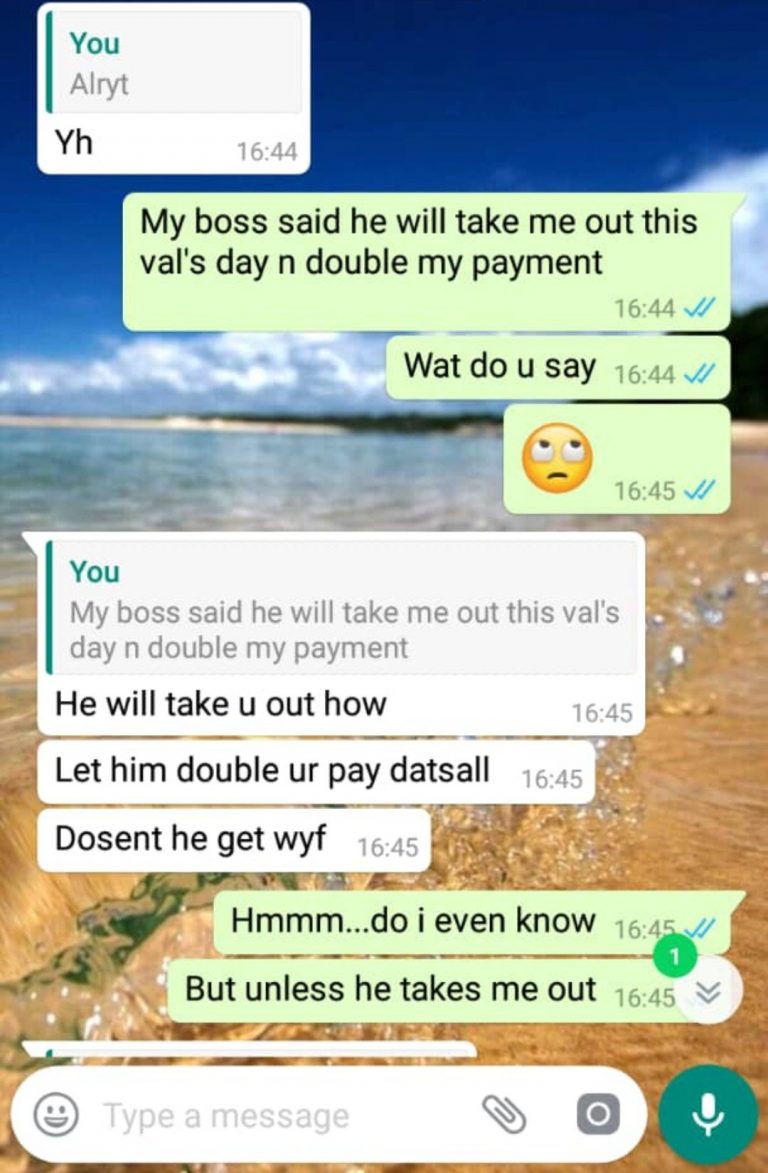 You
Alryt
Yh 16:44
My boss said he will take me out this
val's day n double my payment
16:44
Wat do u say 16:44
16:45
You
My boss said he will take me out this val's
day n double my payment
He will take u out how 16:45
Let him double ur pay datsall 16:45
Dosent he get wyf 16:45
Hmmm...do i even know 16:45
1
But unless he takes me out 16:45
Type a message